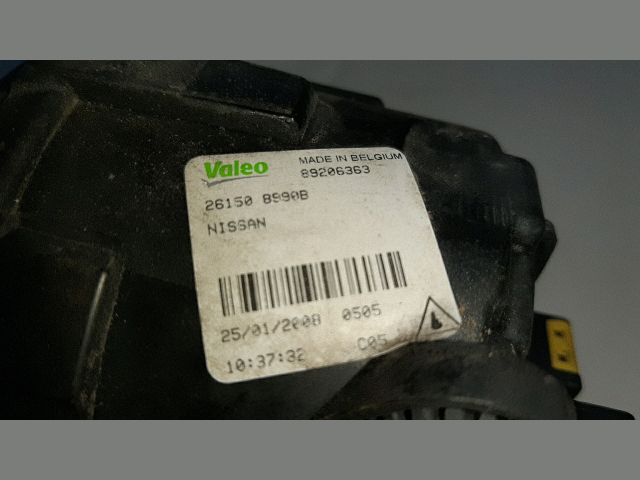 Valeo MADE IN BELGIUM
89206363
26150 8990B
NISSAN
25/01/2008 0505
10:37:32 C05